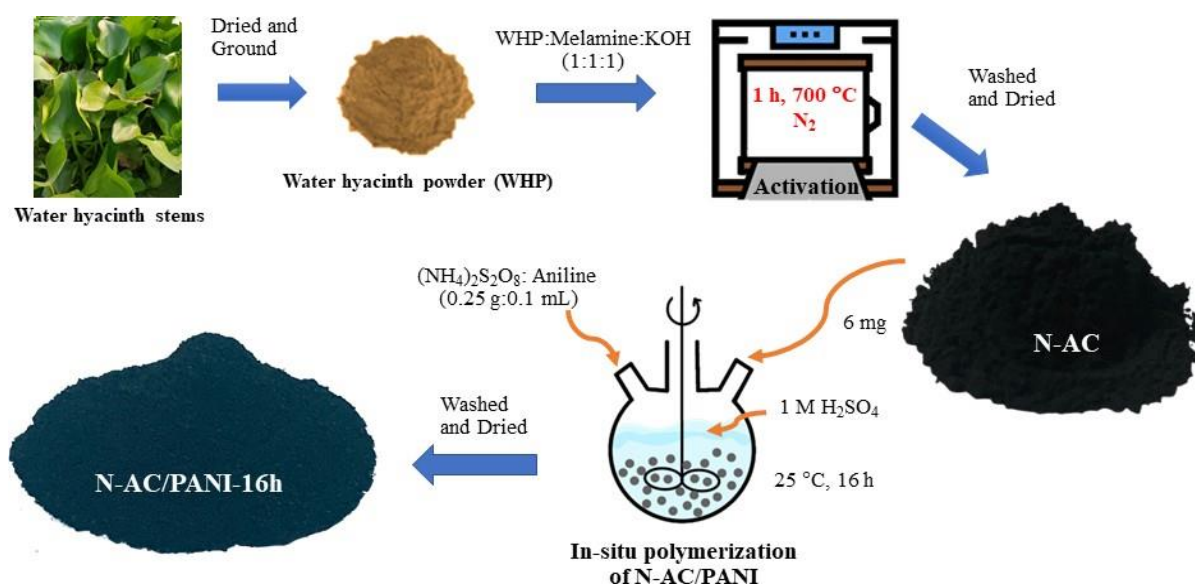 Dried and
Ground
WHP:Melamine:KOH
(1:1:1)
1 h, 700 °C
N₂
Activation
Washed
and Dried
Water hyacinth powder (WHP)
Water hyacinth stems
(NH₄)₂S₂O₈: Aniline
(0.25 g:0.1 mL)
6 mg
N-AC
1 M H₂SO₄
25 °C, 16 h
Washed
and Dried
N-AC/PANI-16h
In-situ polymerization
of N-AC/PANI